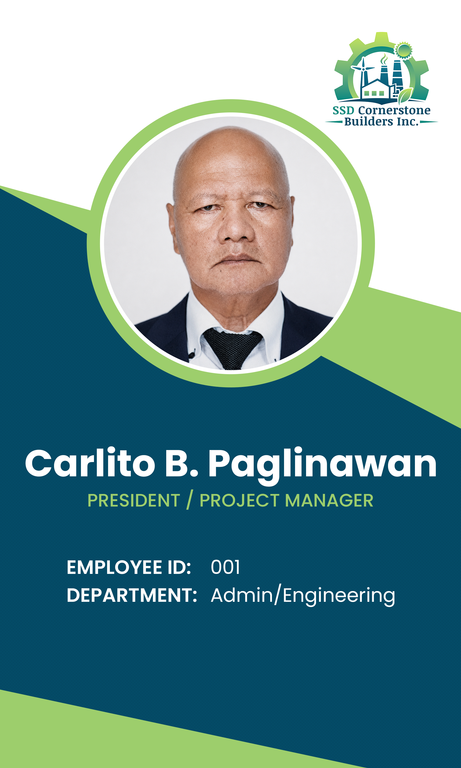 SSD Cornerstone
Builders Inc.
Carlito B. Paglinawan
PRESIDENT / PROJECT MANAGER
EMPLOYEE ID: 001
DEPARTMENT: Admin/Engineering